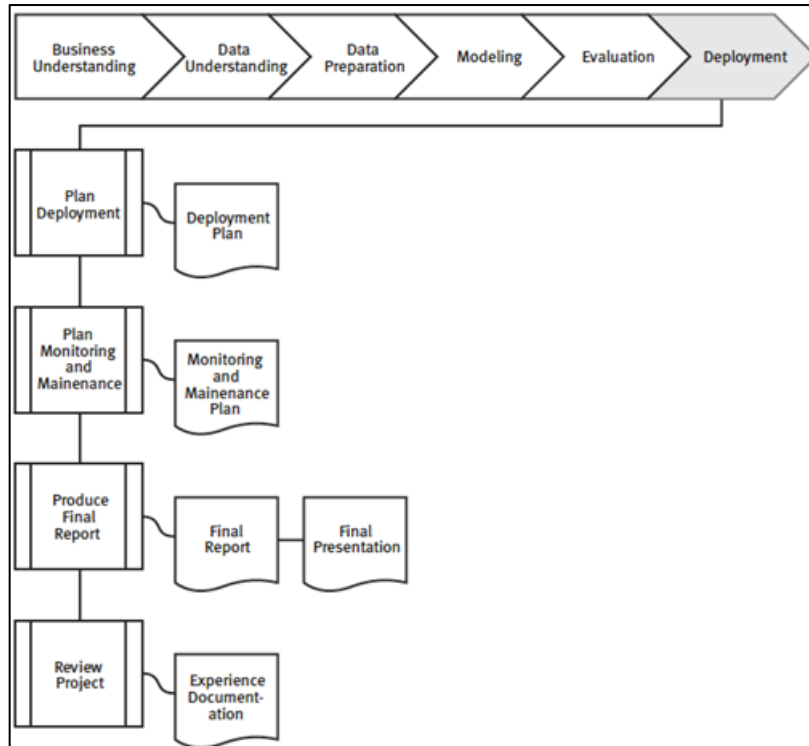 Business
Understanding
Data
Understanding
Data
Preparation
Modeling
Evaluation
Deployment
Plan
Deployment
Deployment
Plan
Plan
Monitoring
and
Mainenance
Monitoring
and
Mainenance
Plan
Produce
Final
Report
Final
Report
Final
Presentation
Review
Project
Experience
Document-
ation